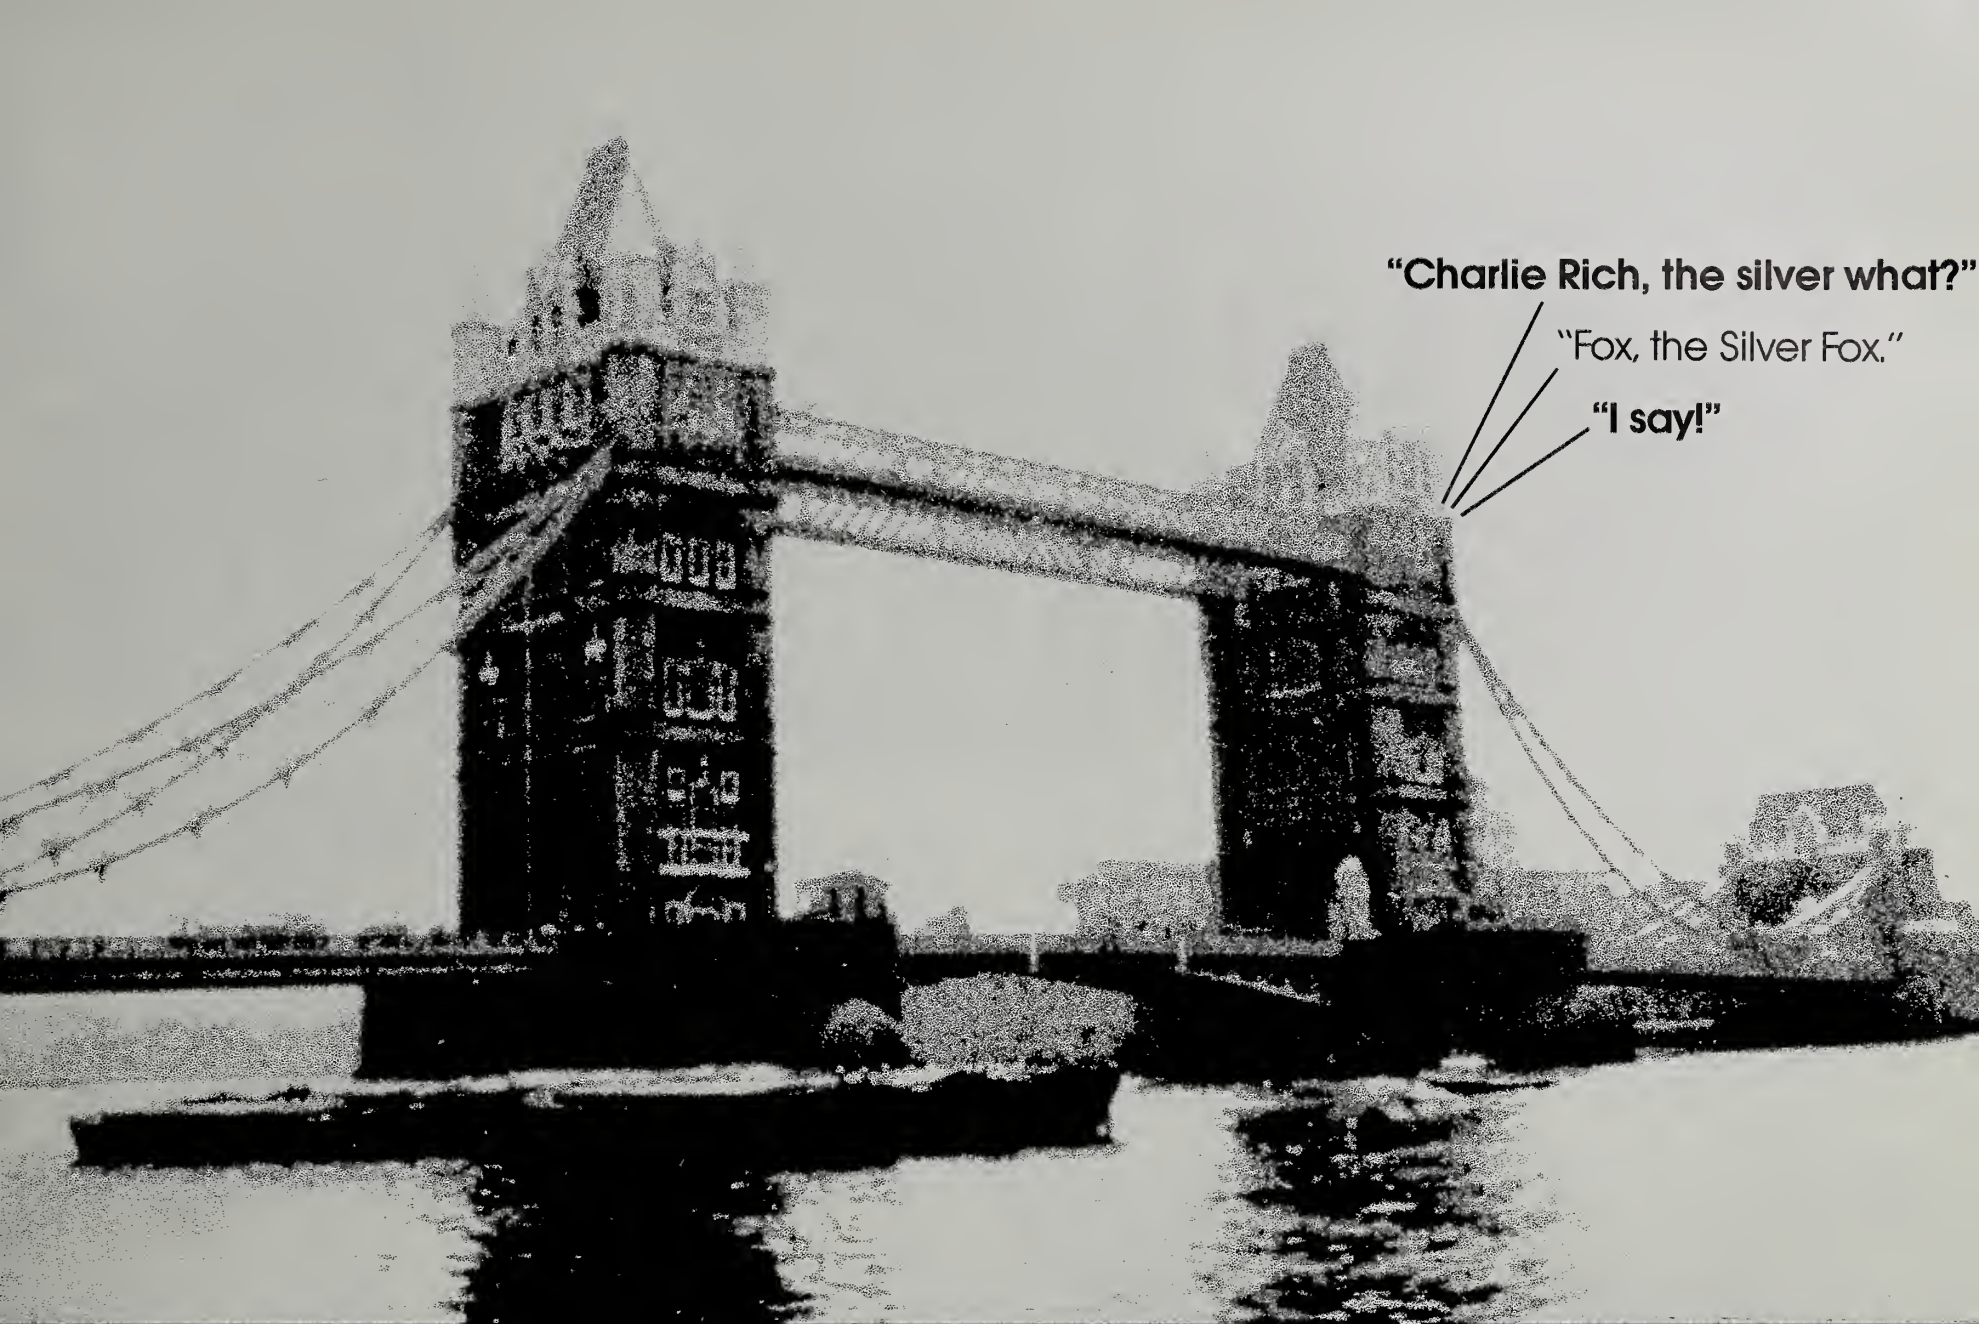 “Charlie Rich, the silver what?”
“Fox, the Silver Fox.”
“I say!”